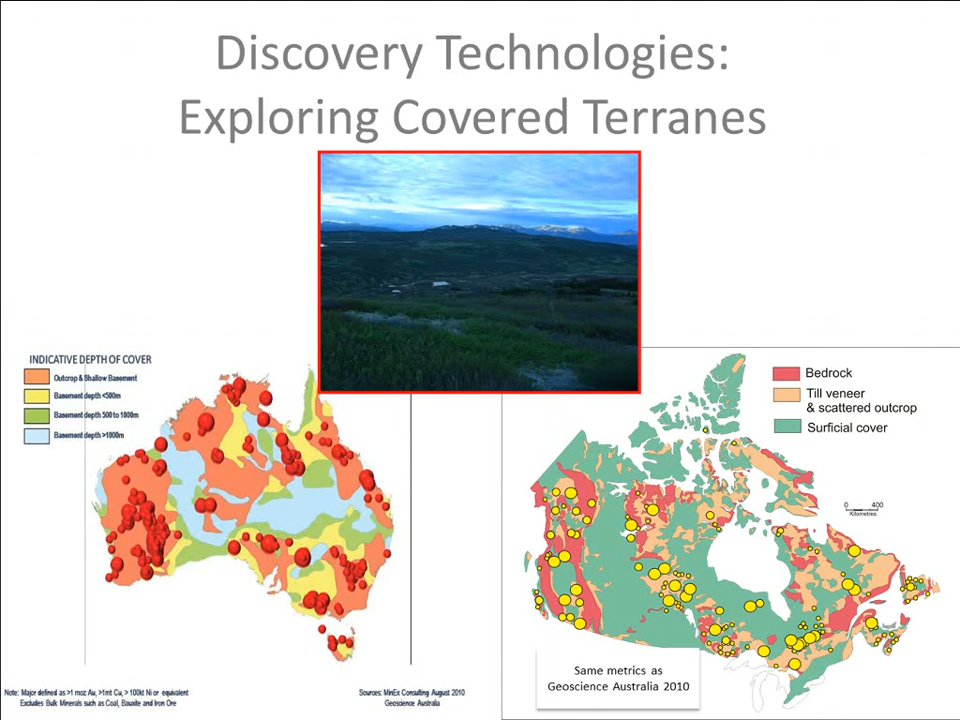 Discovery Technologies:
Exploring Covered Terranes
INDICATIVE DEPTH OF COVER
Outcrop & Shallow Basement
Basement depth <500m
Basement depth 500 to 1000m
Basement depth >1000m
Note: Major defined as >1 moz Au, >1mt Cu, > 100kt Ni or equivalent
Excludes Bulk Minerals such as Coal, Bauxite and Iron Ore
Sources: MinEx Consulting August 2010
Geoscience Australia
Bedrock
Till veneer
& scattered outcrop
Surficial cover
0 400
Kilometres
Same metrics as
Geoscience Australia 2010